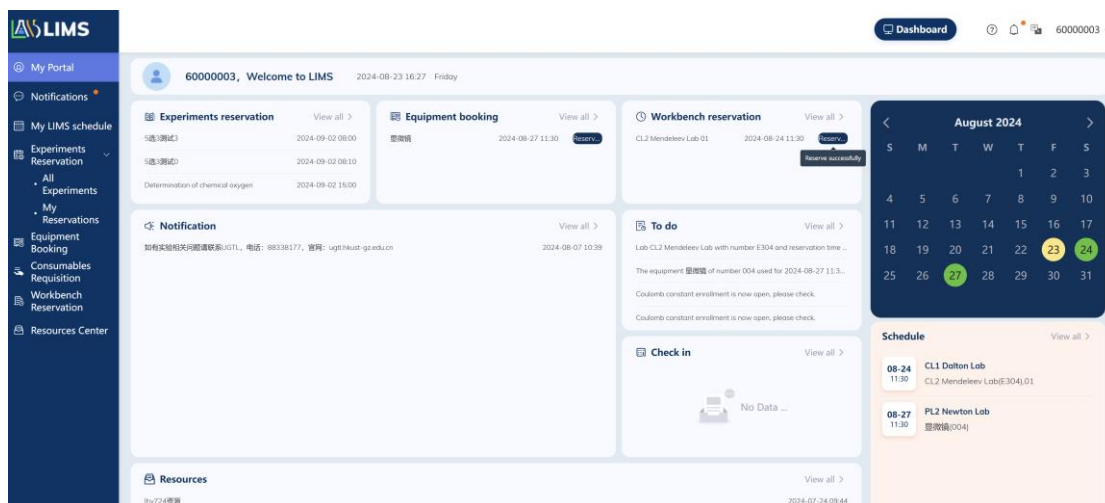 LIMS
Dashboard
60000003
My Portal
Notifications
My LIMS schedule
Experiments
Reservation
All
Experiments
My
Reservations
Equipment
Booking
Consumables
Requisition
Workbench
Reservation
Resources Center
60000003, Welcome to LIMS 2024-08-23 16:27 Friday
Experiments reservation View all >
5选3测试3 2024-09-02 08:00
5选3测试D 2024-09-02 08:10
Determination of chemical oxygen 2024-09-02 15:00
Equipment booking View all >
显微镜 2024-08-27 11:30 Reserv...
Workbench reservation View all >
CL2 Mendeleev Lab 01 2024-08-24 11:30 Reserv...
Reserve successfully
Notification View all >
如有实验相关问题请联系UGTL，电话：88338177，官网：ugtl.hkust-gz.edu.cn 2024-08-07 10:39
To do View all >
Lab CL2 Mendeleev Lab with number E304 and reservation time ...
The equipment 显微镜 of number 004 used for 2024-08-27 11:3...
Coulomb constant enrollment is now open, please check.
Coulomb constant enrollment is now open, please check.
Check in View all >
No Data ...
Resources View all >
2024-07-24 09:44
< August 2024 >
S M T W T F S
1 2 3
4 5 6 7 8 9 10
11 12 13 14 15 16 17
18 19 20 21 22 23 24
25 26 27 28 29 30 31
Schedule View all >
08-24 CL1 Dalton Lab
11:30 CL2 Mendeleev Lab(E304),01
08-27 PL2 Newton Lab
11:30 显微镜(004)